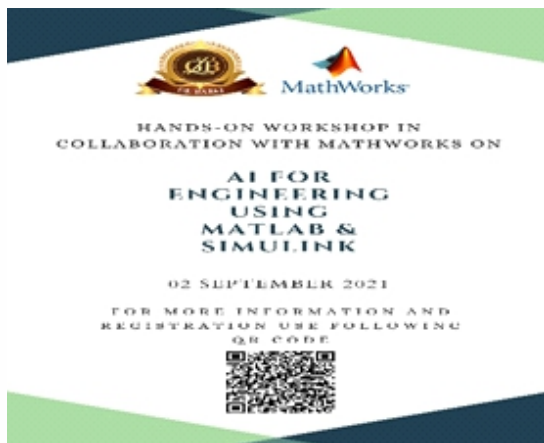 MathWorks
HANDS-ON WORKSHOP IN
COLLABORATION WITH MATHWORKS ON
AI FOR
ENGINEERING
USING
MATLAB &
SIMULINK
02 SEPTEMBER 2021
FOR MORE INFORMATION AND
REGISTRATION USE FOLLOWING
QR CODE